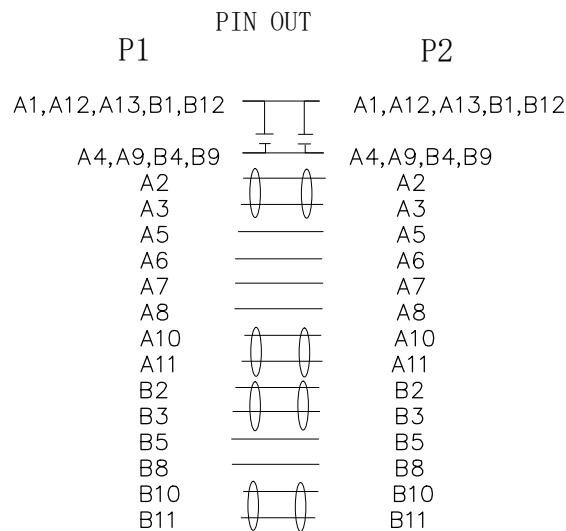 PIN OUT
P1 P2
A1,A12,A13,B1,B12 A1,A12,A13,B1,B12
A4,A9,B4,B9 A4,A9,B4,B9
A2 A2
A3 A3
A5 A5
A6 A6
A7 A7
A8 A8
A10 A10
A11 A11
B2 B2
B3 B3
B5 B5
B8 B8
B10 B10
B11 B11